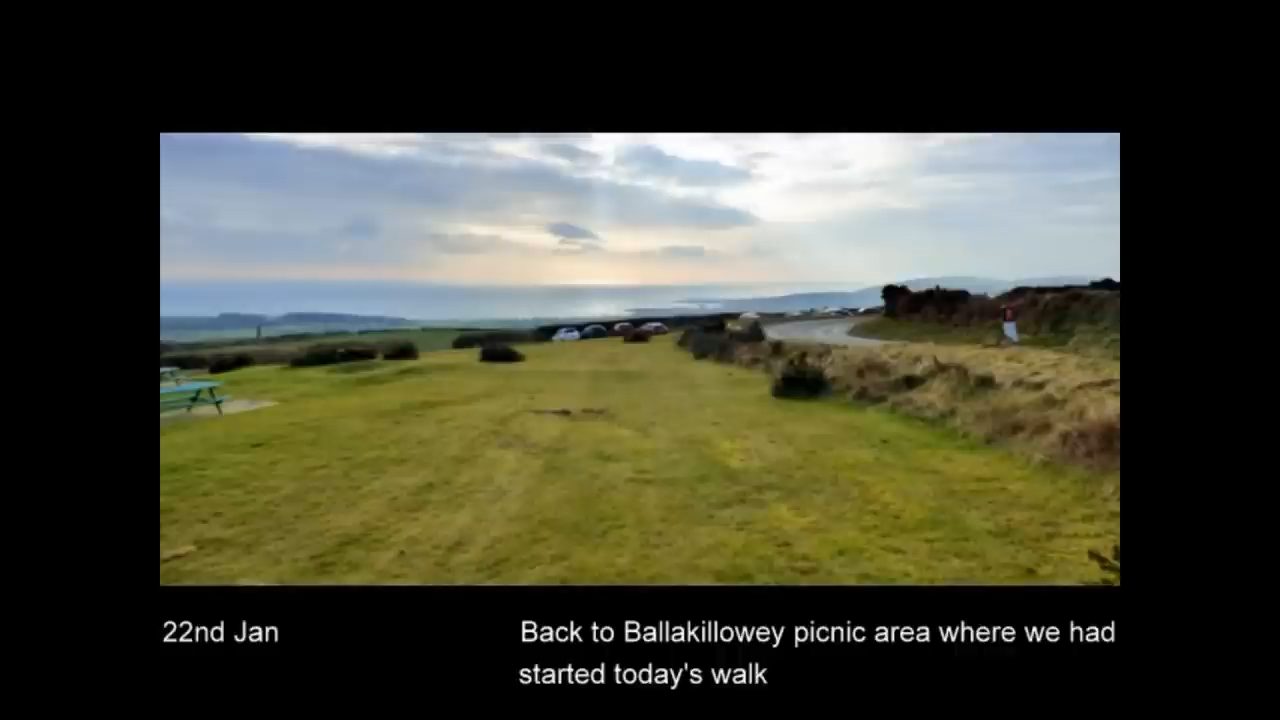 22nd Jan
Back to Ballakillowey picnic area where we had
started today's walk